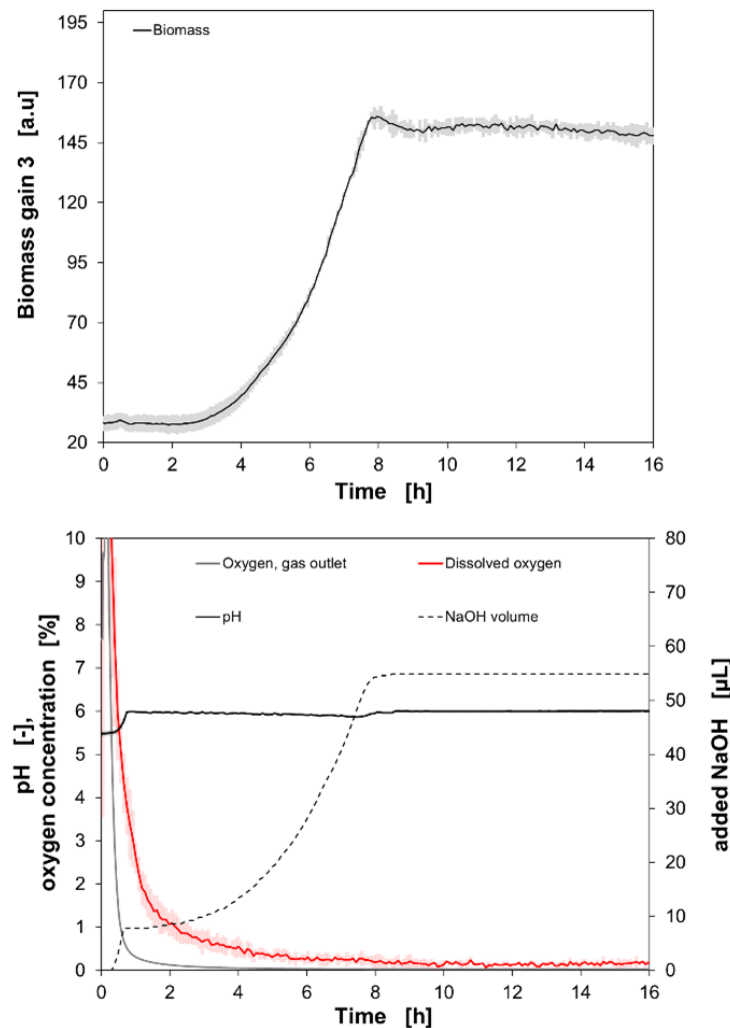 Biomass
Biomass gain 3 [a.u]
195
170
145
120
95
70
45
20
0 2 4 6 8 10 12 14 16
Time [h]
Oxygen, gas outlet
Dissolved oxygen
pH
NaOH volume
pH [-],
oxygen concentration [%]
10
9
8
7
6
5
4
3
2
1
0
80
70
60
50
40
30
20
10
0
added NaOH [µL]
0 2 4 6 8 10 12 14 16
Time [h]